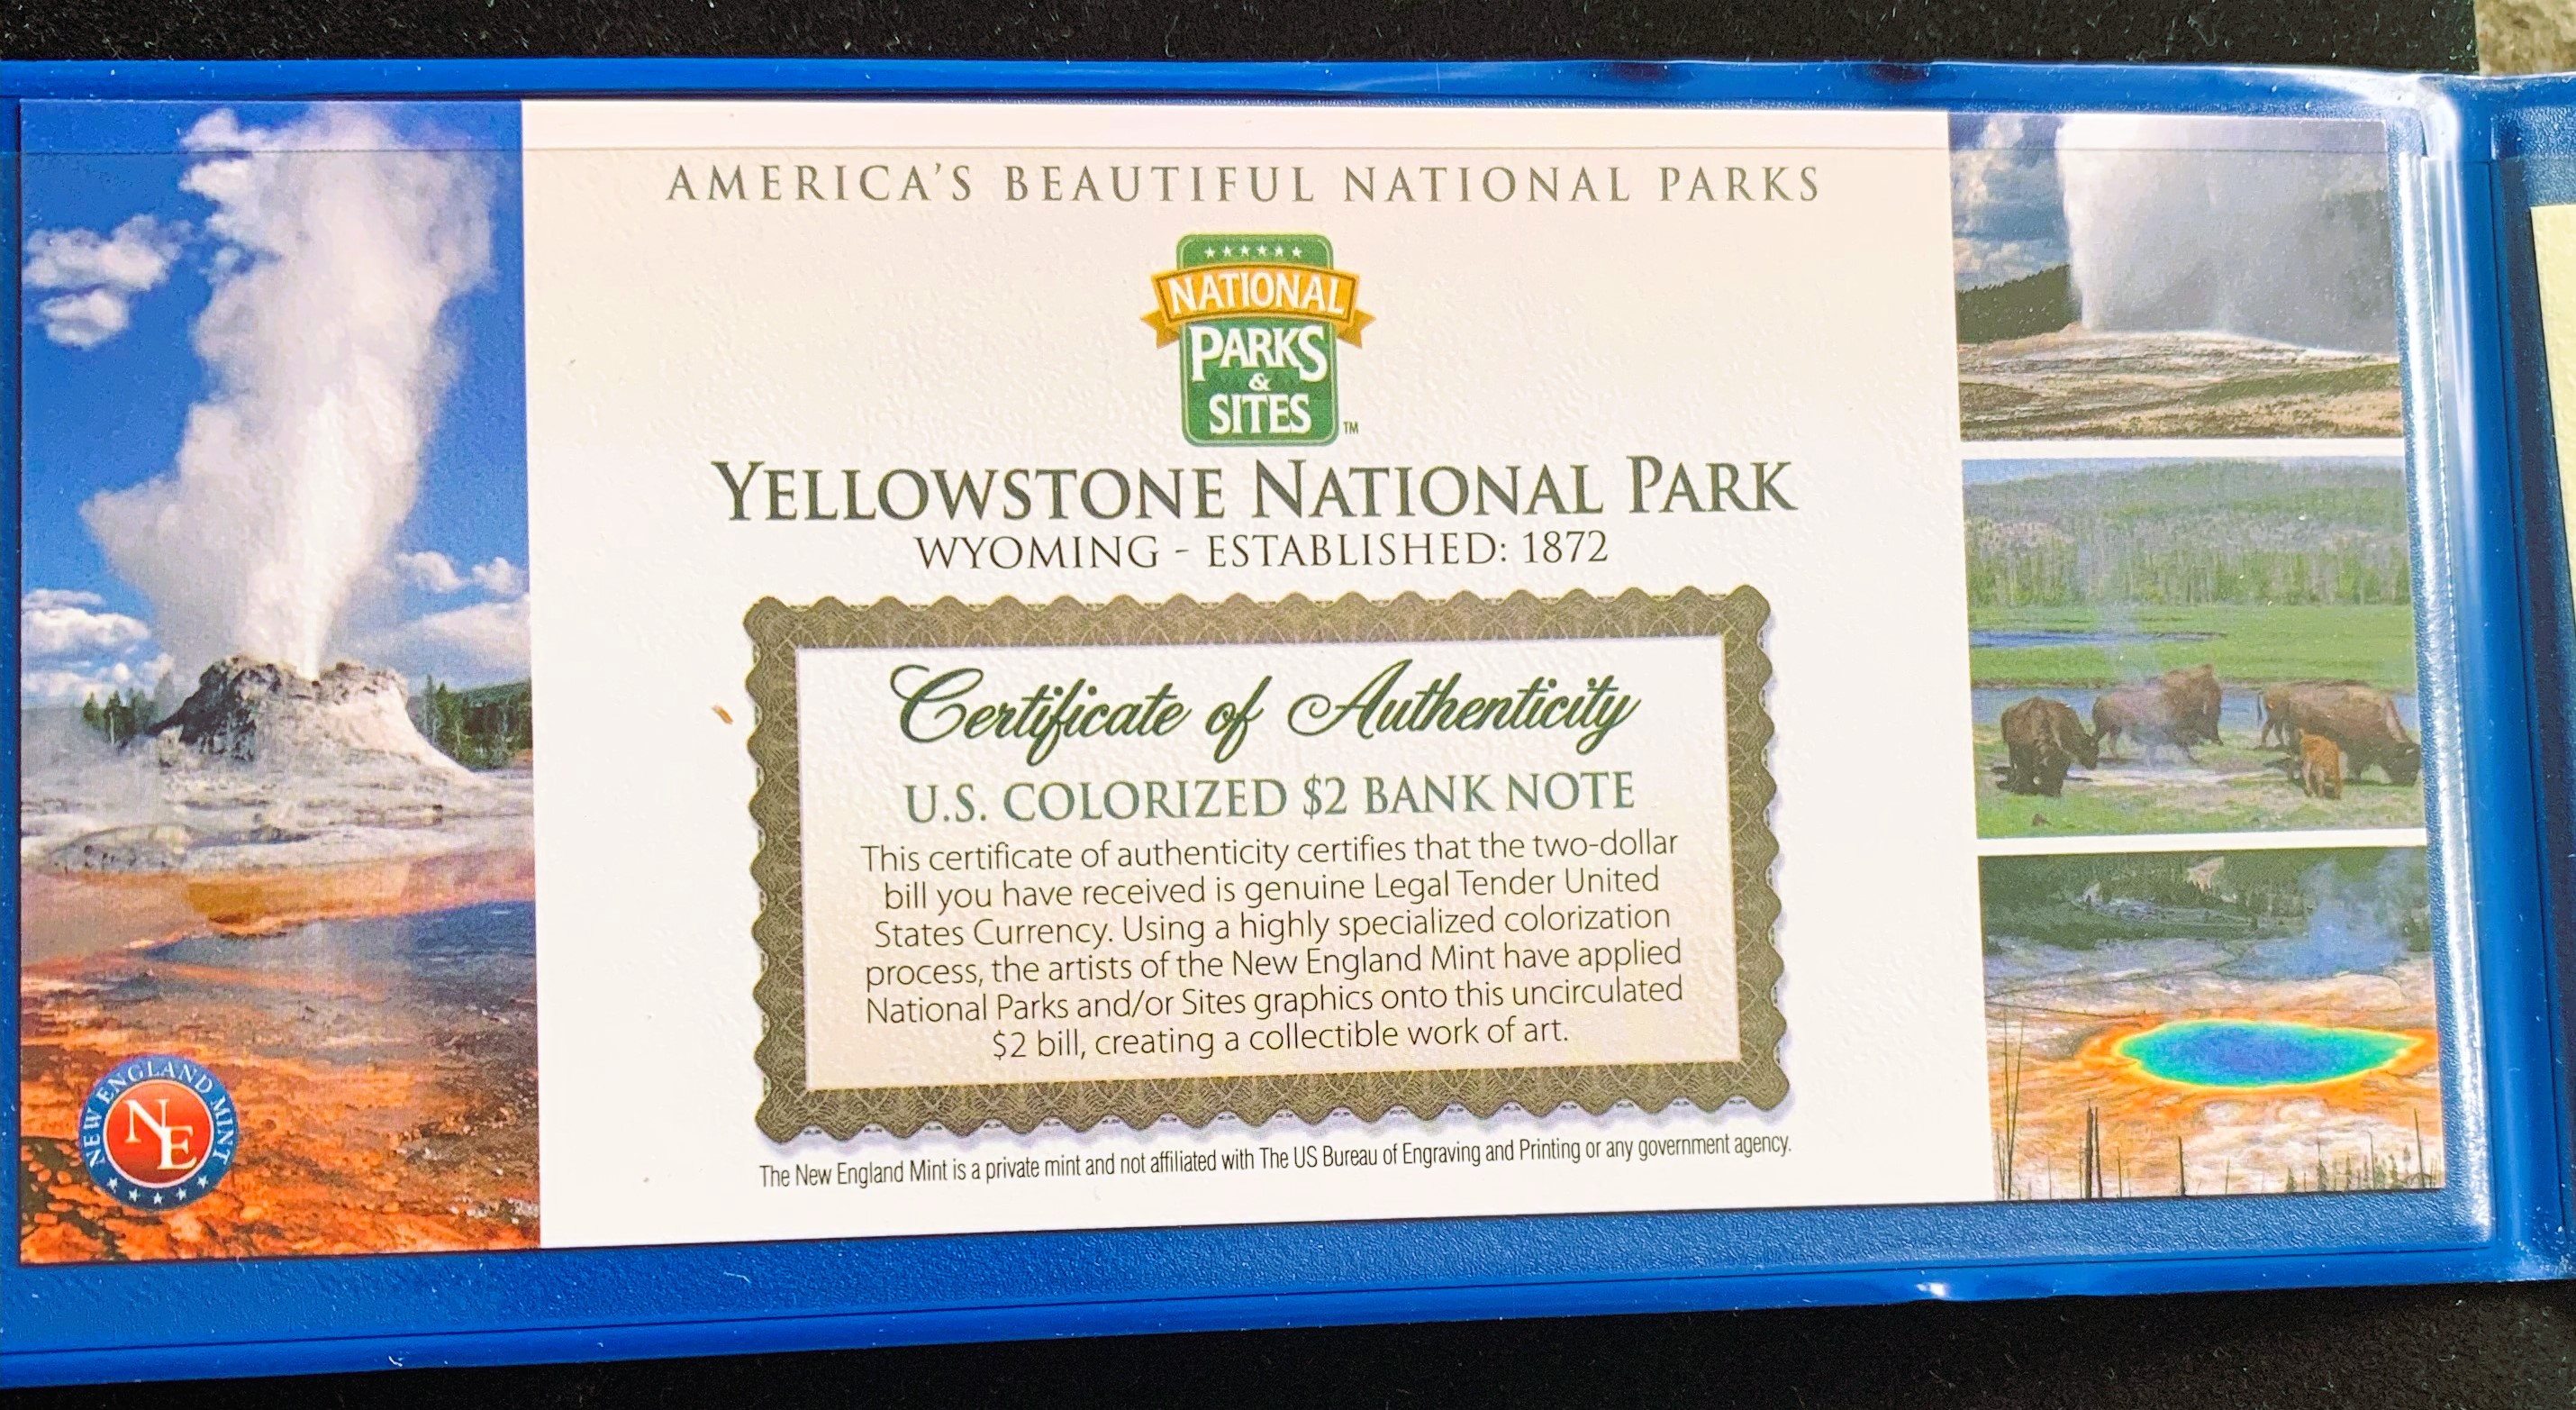 AMERICA'S BEAUTIFUL NATIONAL PARKS
NATIONAL
PARKS
&
SITES
™
YELLOWSTONE NATIONAL PARK
WYOMING - ESTABLISHED: 1872
Certificate of Authenticity
U.S. COLORIZED $2 BANK NOTE
This certificate of authenticity certifies that the two-dollar
bill you have received is genuine Legal Tender United
States Currency. Using a highly specialized colorization
process, the artists of the New England Mint have applied
National Parks and/or Sites graphics onto this uncirculated
$2 bill, creating a collectible work of art.
The New England Mint is a private mint and not affiliated with The US Bureau of Engraving and Printing or any government agency.
NEW ENGLAND MINT
NE